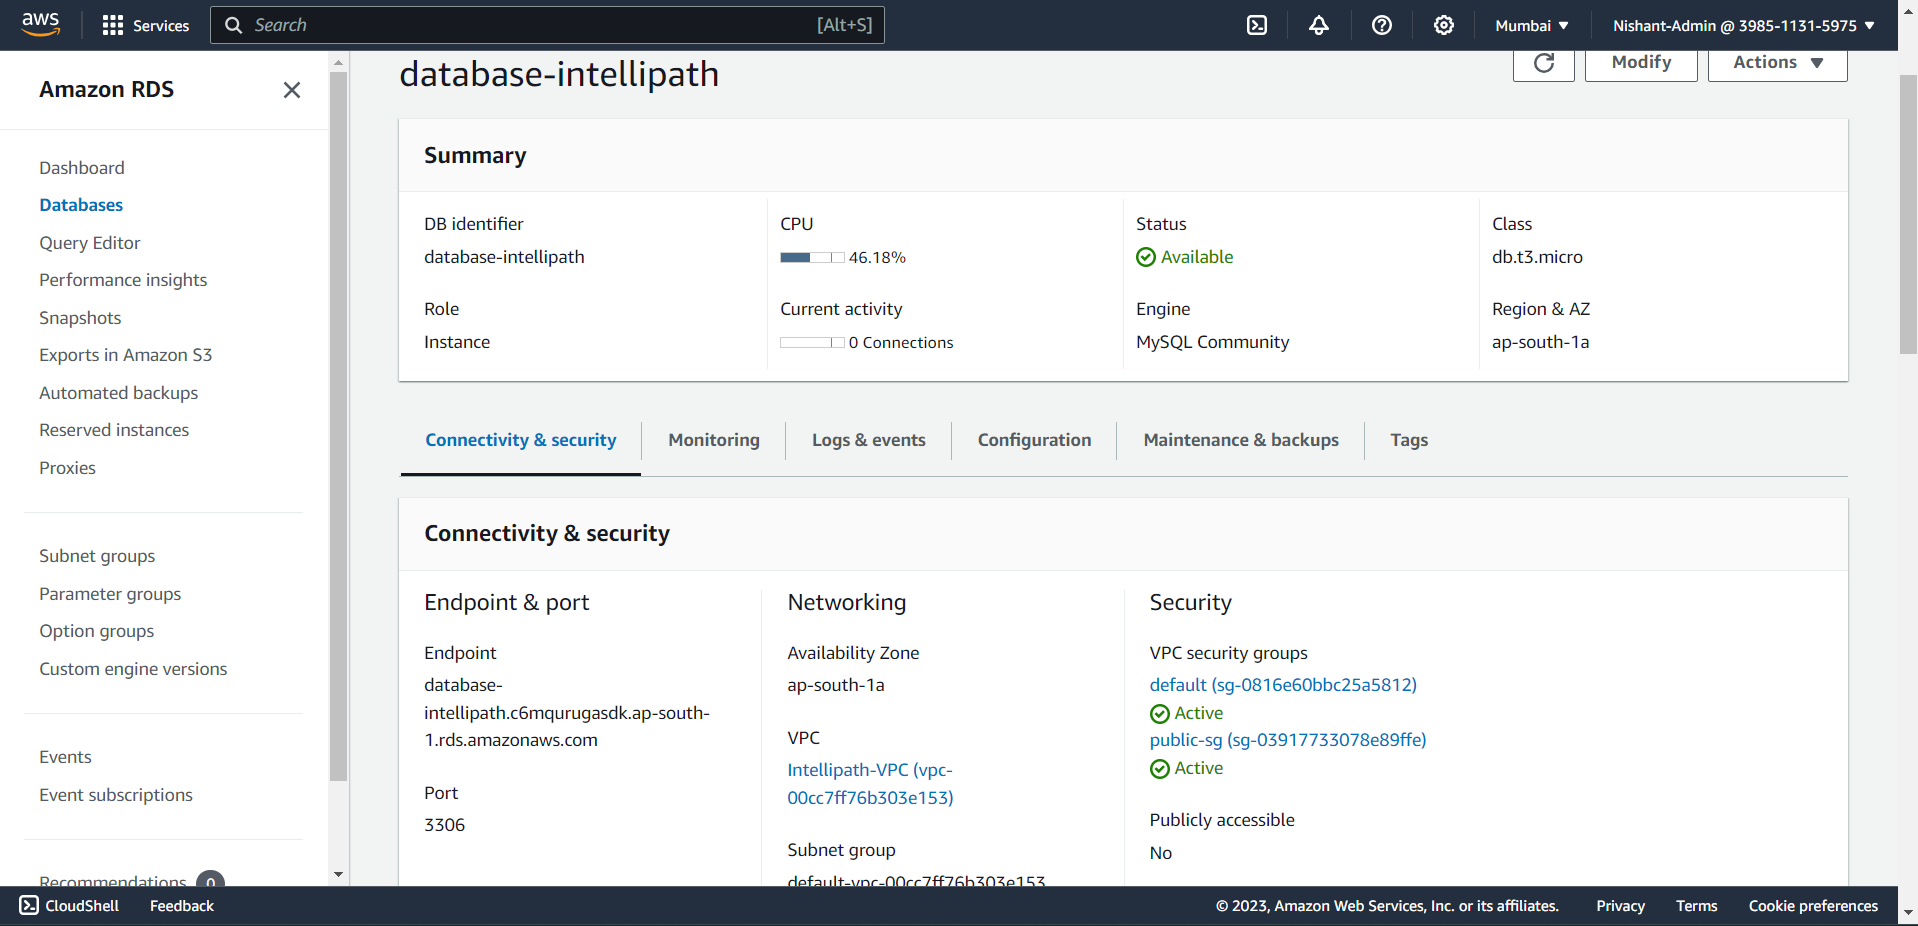 aws
Services
Search
[Alt+S]
Mumbai
Nishant-Admin @ 3985-1131-5975
Amazon RDS
Dashboard
Databases
Query Editor
Performance insights
Snapshots
Exports in Amazon S3
Automated backups
Reserved instances
Proxies
Subnet groups
Parameter groups
Option groups
Custom engine versions
Events
Event subscriptions
Recommendations 0
database-intellipath
Modify
Actions
Summary
DB identifier
database-intellipath
CPU
46.18%
Status
Available
Class
db.t3.micro
Role
Instance
Current activity
0 Connections
Engine
MySQL Community
Region & AZ
ap-south-1a
Connectivity & security
Monitoring
Logs & events
Configuration
Maintenance & backups
Tags
Connectivity & security
Endpoint & port
Endpoint
database-
intellipath.c6mqurugasdk.ap-south-
1.rds.amazonaws.com
Port
3306
Networking
Availability Zone
ap-south-1a
VPC
Intellipath-VPC (vpc-
00cc7ff76b303e153)
Subnet group
default-vpc-00cc7ff76b303e153
Security
VPC security groups
default (sg-0816e60bbc25a5812)
Active
public-sg (sg-03917733078e89ffe)
Active
Publicly accessible
No
CloudShell
Feedback
© 2023, Amazon Web Services, Inc. or its affiliates.
Privacy
Terms
Cookie preferences